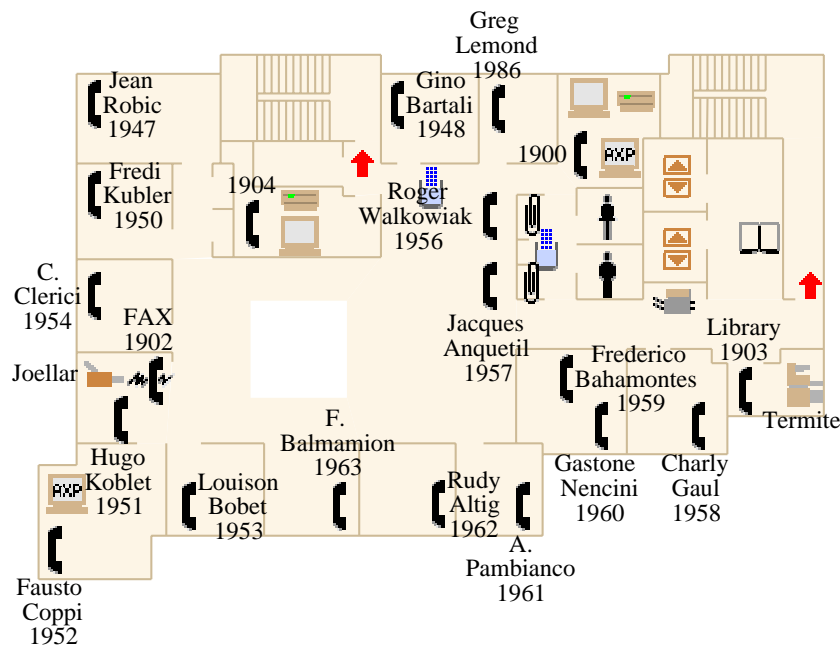 Greg
Lemond
1986
Jean
Robic
1947
Gino
Bartali
1948
1900
AXP
Fredi
Kubler
1950
1904
Roger
Walkowiak
1956
C.
Clerici
1954
FAX
1902
Jacques
Anquetil
1957
Library
1903
Joellar
Frederico
Bahamontes
1959
Termite
F.
Balmamion
1963
Hugo
Koblet
1951
AXP
Louison
Bobet
1953
Rudy
Altig
1962
Gastone
Nencini
1960
Charly
Gaul
1958
A.
Pambianco
1961
Fausto
Coppi
1952